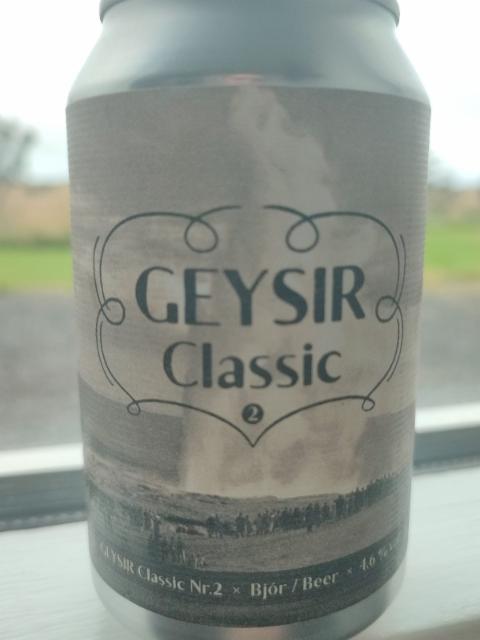 GEYSIR
Classic
2
GEYSIR Classic Nr.2 × Bjór / Beer × 4.6 %